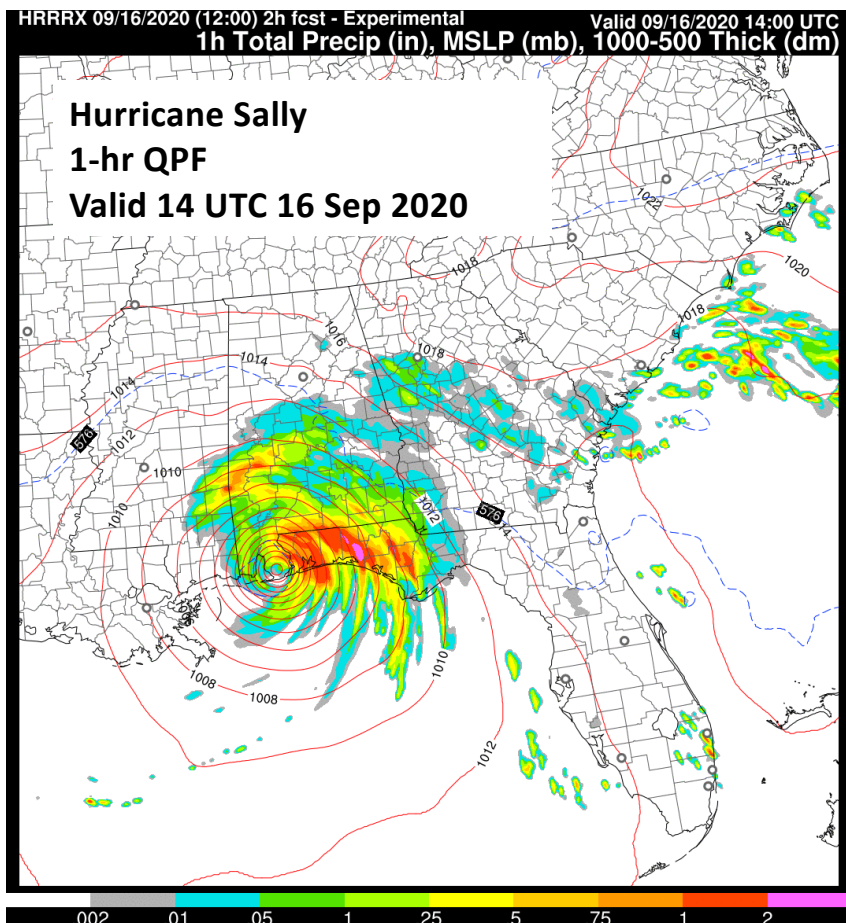 HRRRX 09/16/2020 (12:00) 2h fcst - Experimental
Valid 09/16/2020 14:00 UTC
1h Total Precip (in), MSLP (mb), 1000-500 Thick (dm)
Hurricane Sally
1-hr QPF
Valid 14 UTC 16 Sep 2020
1022
1018
1020
1018
1016
1018
1014
1014
576
1012
1010
1010
1012
576
1014
1010
1008
1008
1012
002 01 05 1 25 5 75 1 2